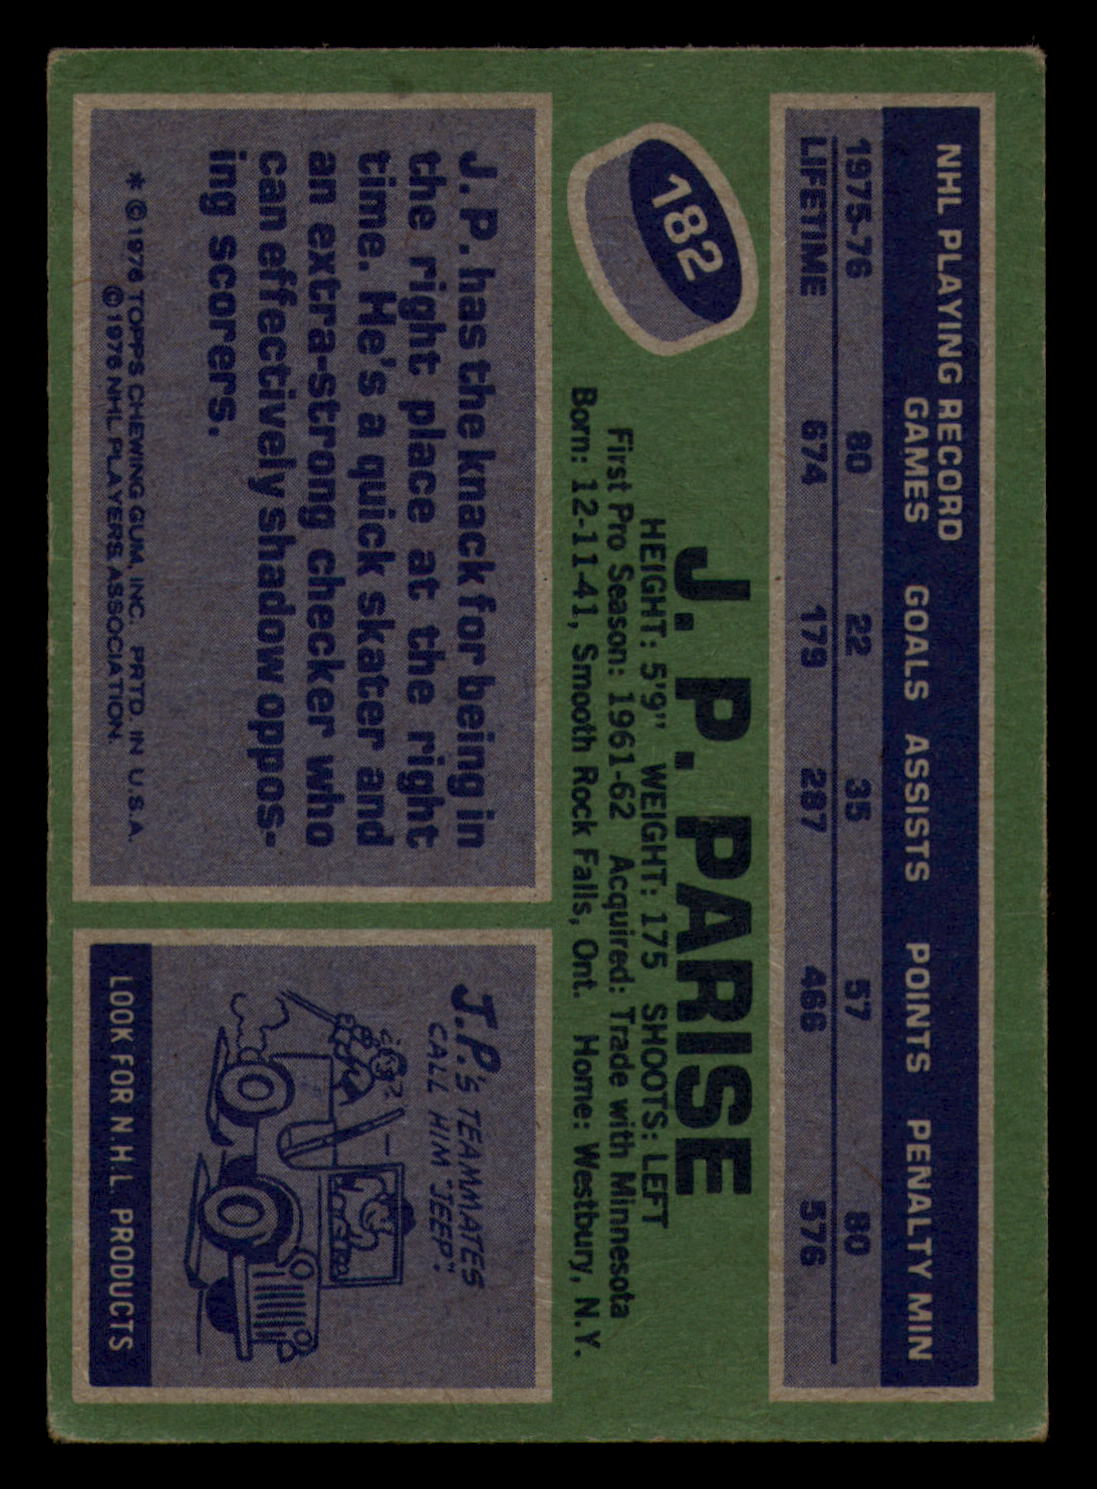 NHL PLAYING RECORD
GAMES GOALS ASSISTS POINTS PENALTY MIN
1975-76 80 22 35 57 80
LIFETIME 674 179 287 466 576
182
J. P. PARISE
HEIGHT: 5'9" WEIGHT: 175 SHOOTS: LEFT
First Pro Season: 1961-62 Acquired: Trade with Minnesota
Born: 12-11-41, Smooth Rock Falls, Ont. Home: Westbury, N.Y.
J. P. has the knack for being in
the right place at the right
time. He's a quick skater and
an extra-strong checker who
can effectively shadow oppos-
ing scorers.
* ©1976 TOPPS CHEWING GUM, INC. PRTD. IN U.S.A.
©1976 NHL PLAYERS ASSOCIATION.
J.P.'S TEAMMATES
CALL HIM "JEEP".
LOOK FOR N.H.L. PRODUCTS